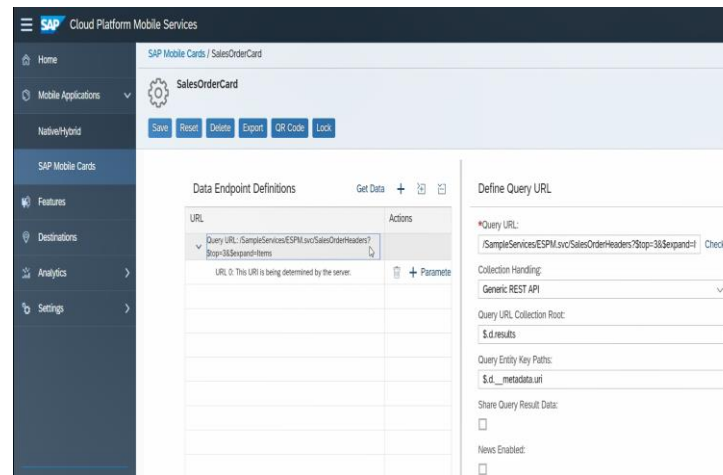 SAP Cloud Platform Mobile Services
Home
Mobile Applications
Native/Hybrid
SAP Mobile Cards
Features
Destinations
Analytics
Settings
SAP Mobile Cards / SalesOrderCard
SalesOrderCard
Save Reset Delete Export QR Code Lock
Data Endpoint Definitions Get Data
URL Actions
Query URL: /SampleServices/ESPM.svc/SalesOrderHeaders?
$top=3&$expand=Items
URL 0: This URI is being determined by the server. + Paramete
Define Query URL
*Query URL:
/SampleServices/ESPM.svc/SalesOrderHeaders?$top=3&$expand=I Check
Collection Handling:
Generic REST API
Query URL Collection Root:
$.d.results
Query Entity Key Paths:
$.d.__metadata.uri
Share Query Result Data:
News Enabled: